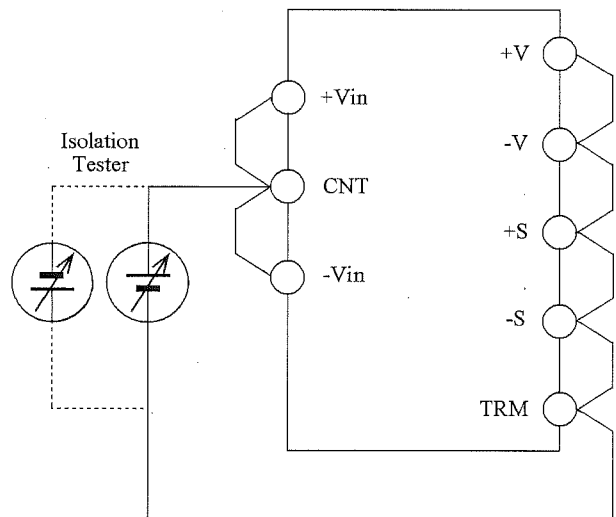 +V
+Vin
Isolation
Tester
-V
CNT
+S
-Vin
-S
TRM